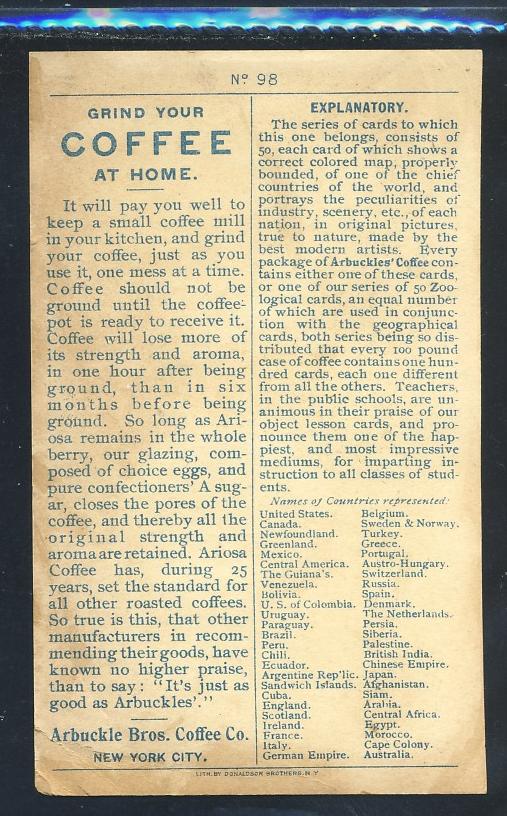 Nº 98
GRIND YOUR
COFFEE
AT HOME.
It will pay you well to
keep a small coffee mill
in your kitchen, and grind
your coffee, just as you
use it, one mess at a time.
Coffee should not be
ground until the coffee-
pot is ready to receive it.
Coffee will lose more of
its strength and aroma,
in one hour after being
ground, than in six
months before being
ground. So long as Ari-
osa remains in the whole
berry, our glazing, com-
posed of choice eggs, and
pure confectioners' A sug-
ar, closes the pores of the
coffee, and thereby all the
original strength and
aroma are retained. Ariosa
Coffee has, during 25
years, set the standard for
all other roasted coffees.
So true is this, that other
manufacturers in recom-
mending their goods, have
known no higher praise,
than to say: "It's just as
good as Arbuckles'."
Arbuckle Bros. Coffee Co.
NEW YORK CITY.
EXPLANATORY.
The series of cards to which
this one belongs, consists of
50, each card of which shows a
correct colored map, properly
bounded, of one of the chief
countries of the world, and
portrays the peculiarities of
industry, scenery, etc., of each
nation, in original pictures,
true to nature, made by the
best modern artists. Every
package of Arbuckles' Coffee con-
tains either one of these cards,
or one of our series of 50 Zoo-
logical cards, an equal number
of which are used in conjunc-
tion with the geographical
cards, both series being so dis-
tributed that every 100 pound
case of coffee contains one hun-
dred cards, each one different
from all the others. Teachers,
in the public schools, are un-
animous in their praise of our
object lesson cards, and pro-
nounce them one of the hap-
piest, and most impressive
mediums, for imparting in-
struction to all classes of stud-
ents.
Names of Countries represented:
United States.
Canada.
Newfoundland.
Greenland.
Mexico.
Central America.
The Guiana's.
Venezuela.
Bolivia.
U. S. of Colombia.
Uruguay.
Paraguay.
Brazil.
Peru.
Chili.
Ecuador.
Argentine Rep'lic.
Sandwich Islands.
Cuba.
England.
Scotland.
Ireland.
France.
Italy.
German Empire.
Belgium.
Sweden & Norway.
Turkey.
Greece.
Portugal.
Austro-Hungary.
Switzerland.
Russia.
Spain.
Denmark.
The Netherlands.
Persia.
Siberia.
Palestine.
British India.
Chinese Empire.
Japan.
Afghanistan.
Siam.
Arabia.
Central Africa.
Egypt.
Morocco.
Cape Colony.
Australia.
LITH. BY DONALDSON BROTHERS, N. Y